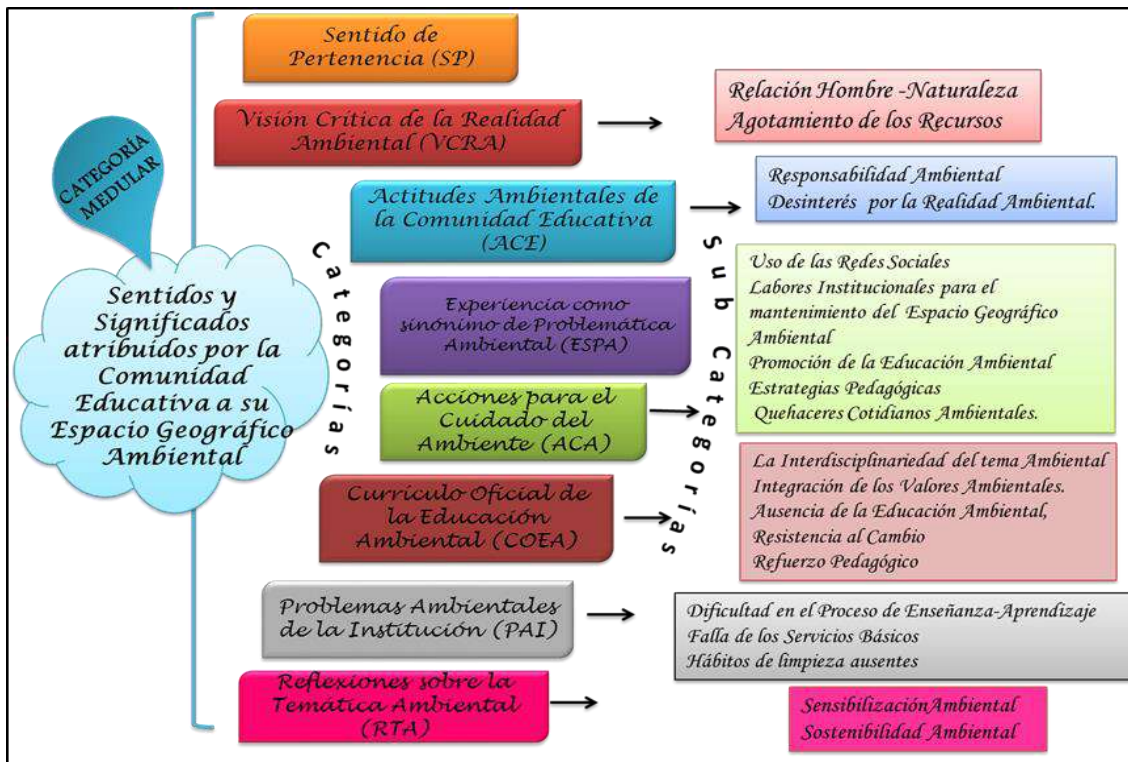 CATEGORÍA
MEDULAR
Sentidos y
Significados
atribuidos por la
Comunidad
Educativa a su
Espacio Geográfico
Ambiental
Categorías
Sentido de
Pertenencia (SP)
Visión Crítica de la Realidad
Ambiental (VCRA)
Actitudes Ambientales de
la Comunidad Educativa
(ACE)
Experiencia como
sinónimo de Problemática
Ambiental (ESPA)
Acciones para el
Cuidado del
Ambiente (ACA)
Currículo Oficial de
la Educación
Ambiental (COEA)
Problemas Ambientales
de la Institución (PAI)
Reflexiones sobre la
Temática Ambiental
(RTA)
Sub Categorías
Relación Hombre -Naturaleza
Agotamiento de los Recursos
Responsabilidad Ambiental
Desinterés por la Realidad Ambiental.
Uso de las Redes Sociales
Labores Institucionales para el
mantenimiento del Espacio Geográfico
Ambiental
Promoción de la Educación Ambiental
Estrategias Pedagógicas
Quehaceres Cotidianos Ambientales.
La Interdisciplinariedad del tema Ambiental
Integración de los Valores Ambientales.
Ausencia de la Educación Ambiental,
Resistencia al Cambio
Refuerzo Pedagógico
Dificultad en el Proceso de Enseñanza-Aprendizaje
Falla de los Servicios Básicos
Hábitos de limpieza ausentes
Sensibilización Ambiental
Sostenibilidad Ambiental